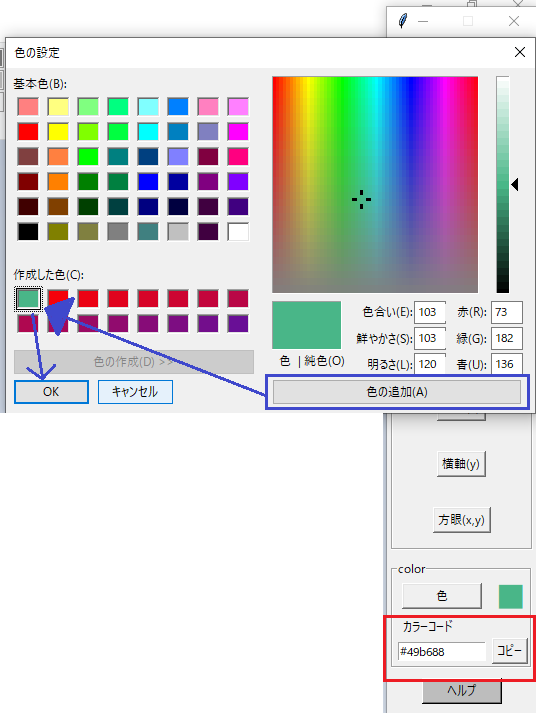 色の設定
基本色(B):
作成した色(C):
色の作成(D) >>
OK
キャンセル
色 | 純色(O)
色合い(E): 103
鮮やかさ(S): 103
明るさ(L): 120
赤(R): 73
緑(G): 182
青(U): 136
色の追加(A)
横軸(y)
方眼(x,y)
color
色
カラーコード
#49b688
コピー
ヘルプ